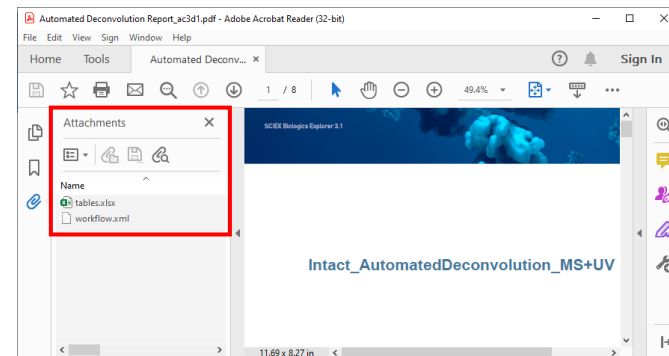 Automated Deconvolution Report_ac3d1.pdf - Adobe Acrobat Reader (32-bit)
File Edit View Sign Window Help
Home Tools Automated Deconv... × Sign In
1 / 8 49.4%
Attachments
Name
tables.xlsx
workflow.xml
SCIEX Biologics Explorer 3.1
Intact_AutomatedDeconvolution_MS+UV
11.69 x 8.27 in